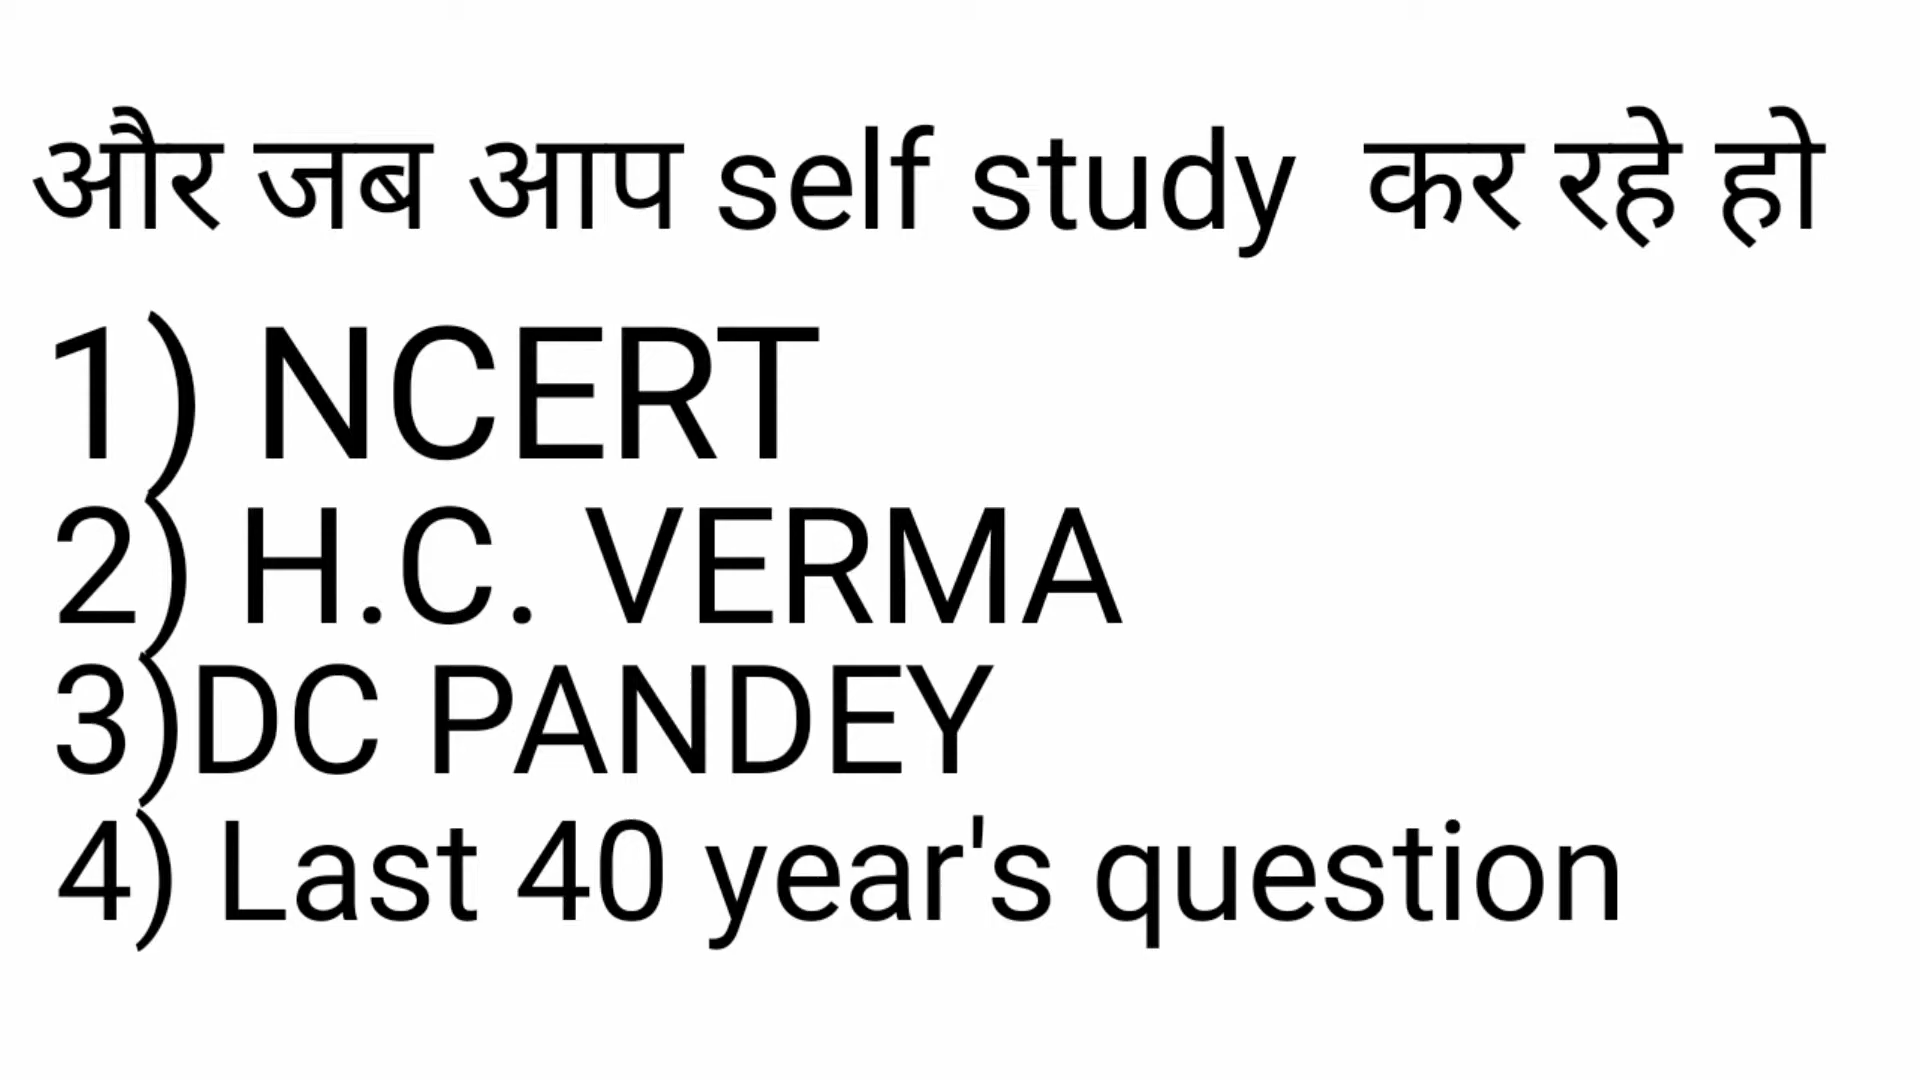 और जब आप self study कर रहे हो
1) NCERT
2) H.C. VERMA
3)DC PANDEY
4) Last 40 year's question